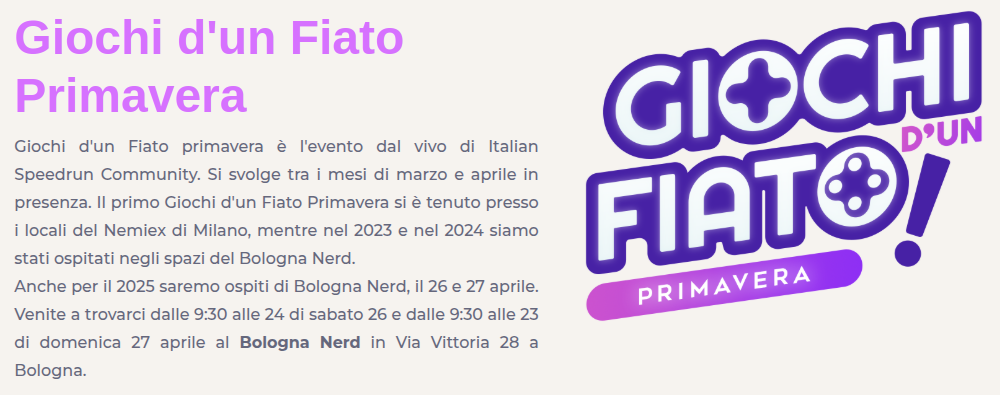 Giochi d'un Fiato
Primavera
Giochi d'un Fiato primavera è l'evento dal vivo di Italian
Speedrun Community. Si svolge tra i mesi di marzo e aprile in
presenza. Il primo Giochi d'un Fiato Primavera si è tenuto presso
i locali del Nemiex di Milano, mentre nel 2023 e nel 2024 siamo
stati ospitati negli spazi del Bologna Nerd.
Anche per il 2025 saremo ospiti di Bologna Nerd, il 26 e 27 aprile.
Venite a trovarci dalle 9:30 alle 24 di sabato 26 e dalle 9:30 alle 23
di domenica 27 aprile al Bologna Nerd in Via Vittoria 28 a
Bologna.
GIOCHI
D'UN
FIATO!
PRIMAVERA